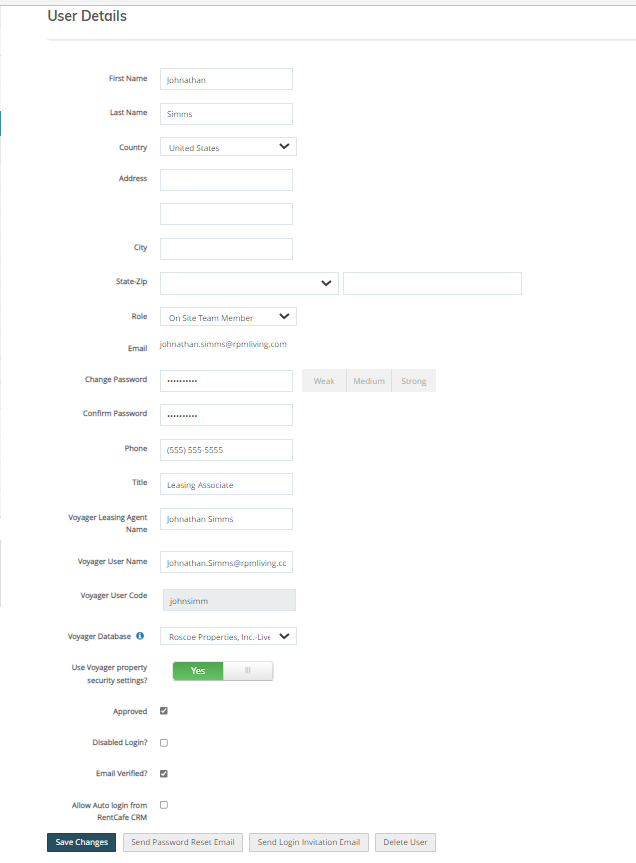 User Details
First Name Johnathan
Last Name Simms
Country United States
Address
City
State-Zip
Role On Site Team Member
Email johnathan.simms@rpmliving.com
Change Password •••••••••• Weak Medium Strong
Confirm Password ••••••••••
Phone (555) 555-5555
Title Leasing Associate
Voyager Leasing Agent
Name
Johnathan Simms
Voyager User Name Johnathan.Simms@rpmliving.cc
Voyager User Code johnsimm
Voyager Database i Roscoe Properties, Inc.-Live
Use Voyager property
security settings?
Yes
Approved
Disabled Login?
Email Verified?
Allow Auto login from
RentCafe CRM
Save Changes Send Password Reset Email Send Login Invitation Email Delete User